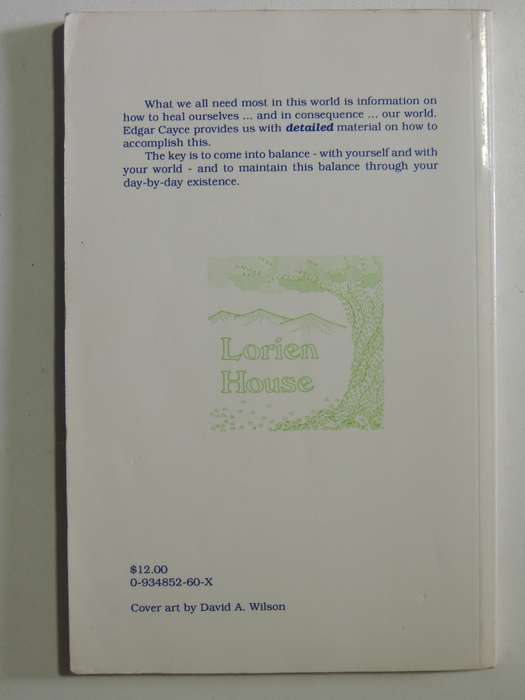 What we all need most in this world is information on
how to heal ourselves ... and in consequence ... our world.
Edgar Cayce provides us with detailed material on how to
accomplish this.
The key is to come into balance - with yourself and with
your world - and to maintain this balance through your
day-by-day existence.
Lorien
House
$12.00
0-934852-60-X
Cover art by David A. Wilson